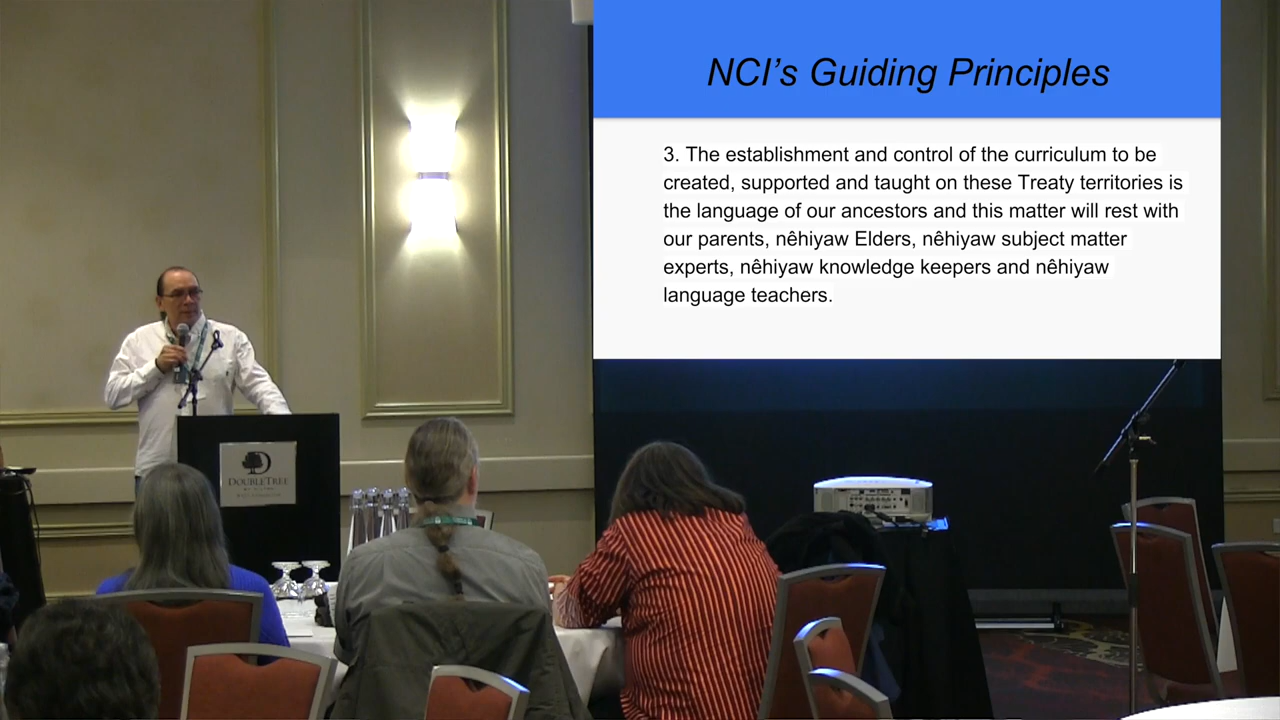 NCI's Guiding Principles
3. The establishment and control of the curriculum to be
created, supported and taught on these Treaty territories is
the language of our ancestors and this matter will rest with
our parents, nêhiyaw Elders, nêhiyaw subject matter
experts, nêhiyaw knowledge keepers and nêhiyaw
language teachers.
D
DOUBLETREE